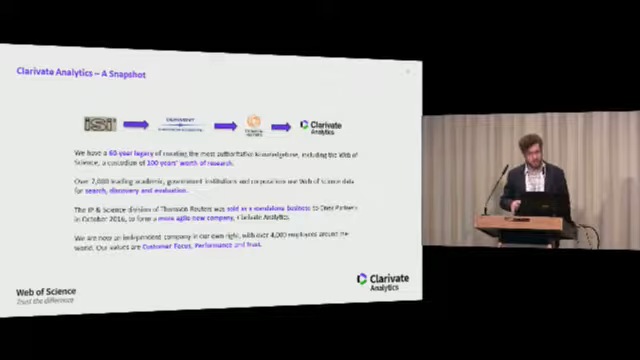 Clarivate Analytics – A Snapshot
iSi
Clarivate
Analytics
We have a 60-year legacy of creating the most authoritative knowledgebase, including the Web of
Science, a custodian of 100 years' worth of research.
Over 7,000 leading academic, government institutions and corporations use Web of Science data
for search, discovery and evaluation.
The IP & Science division of Thomson Reuters was sold as a standalone business to Partners
in October 2016, to form a more agile new company, Clarivate Analytics.
We are now an independent company in our own right, with over 4,000 employees around the
world. Our values are Customer Focus, Performance and Trust.
Web of Science
Trust the difference
Clarivate
Analytics